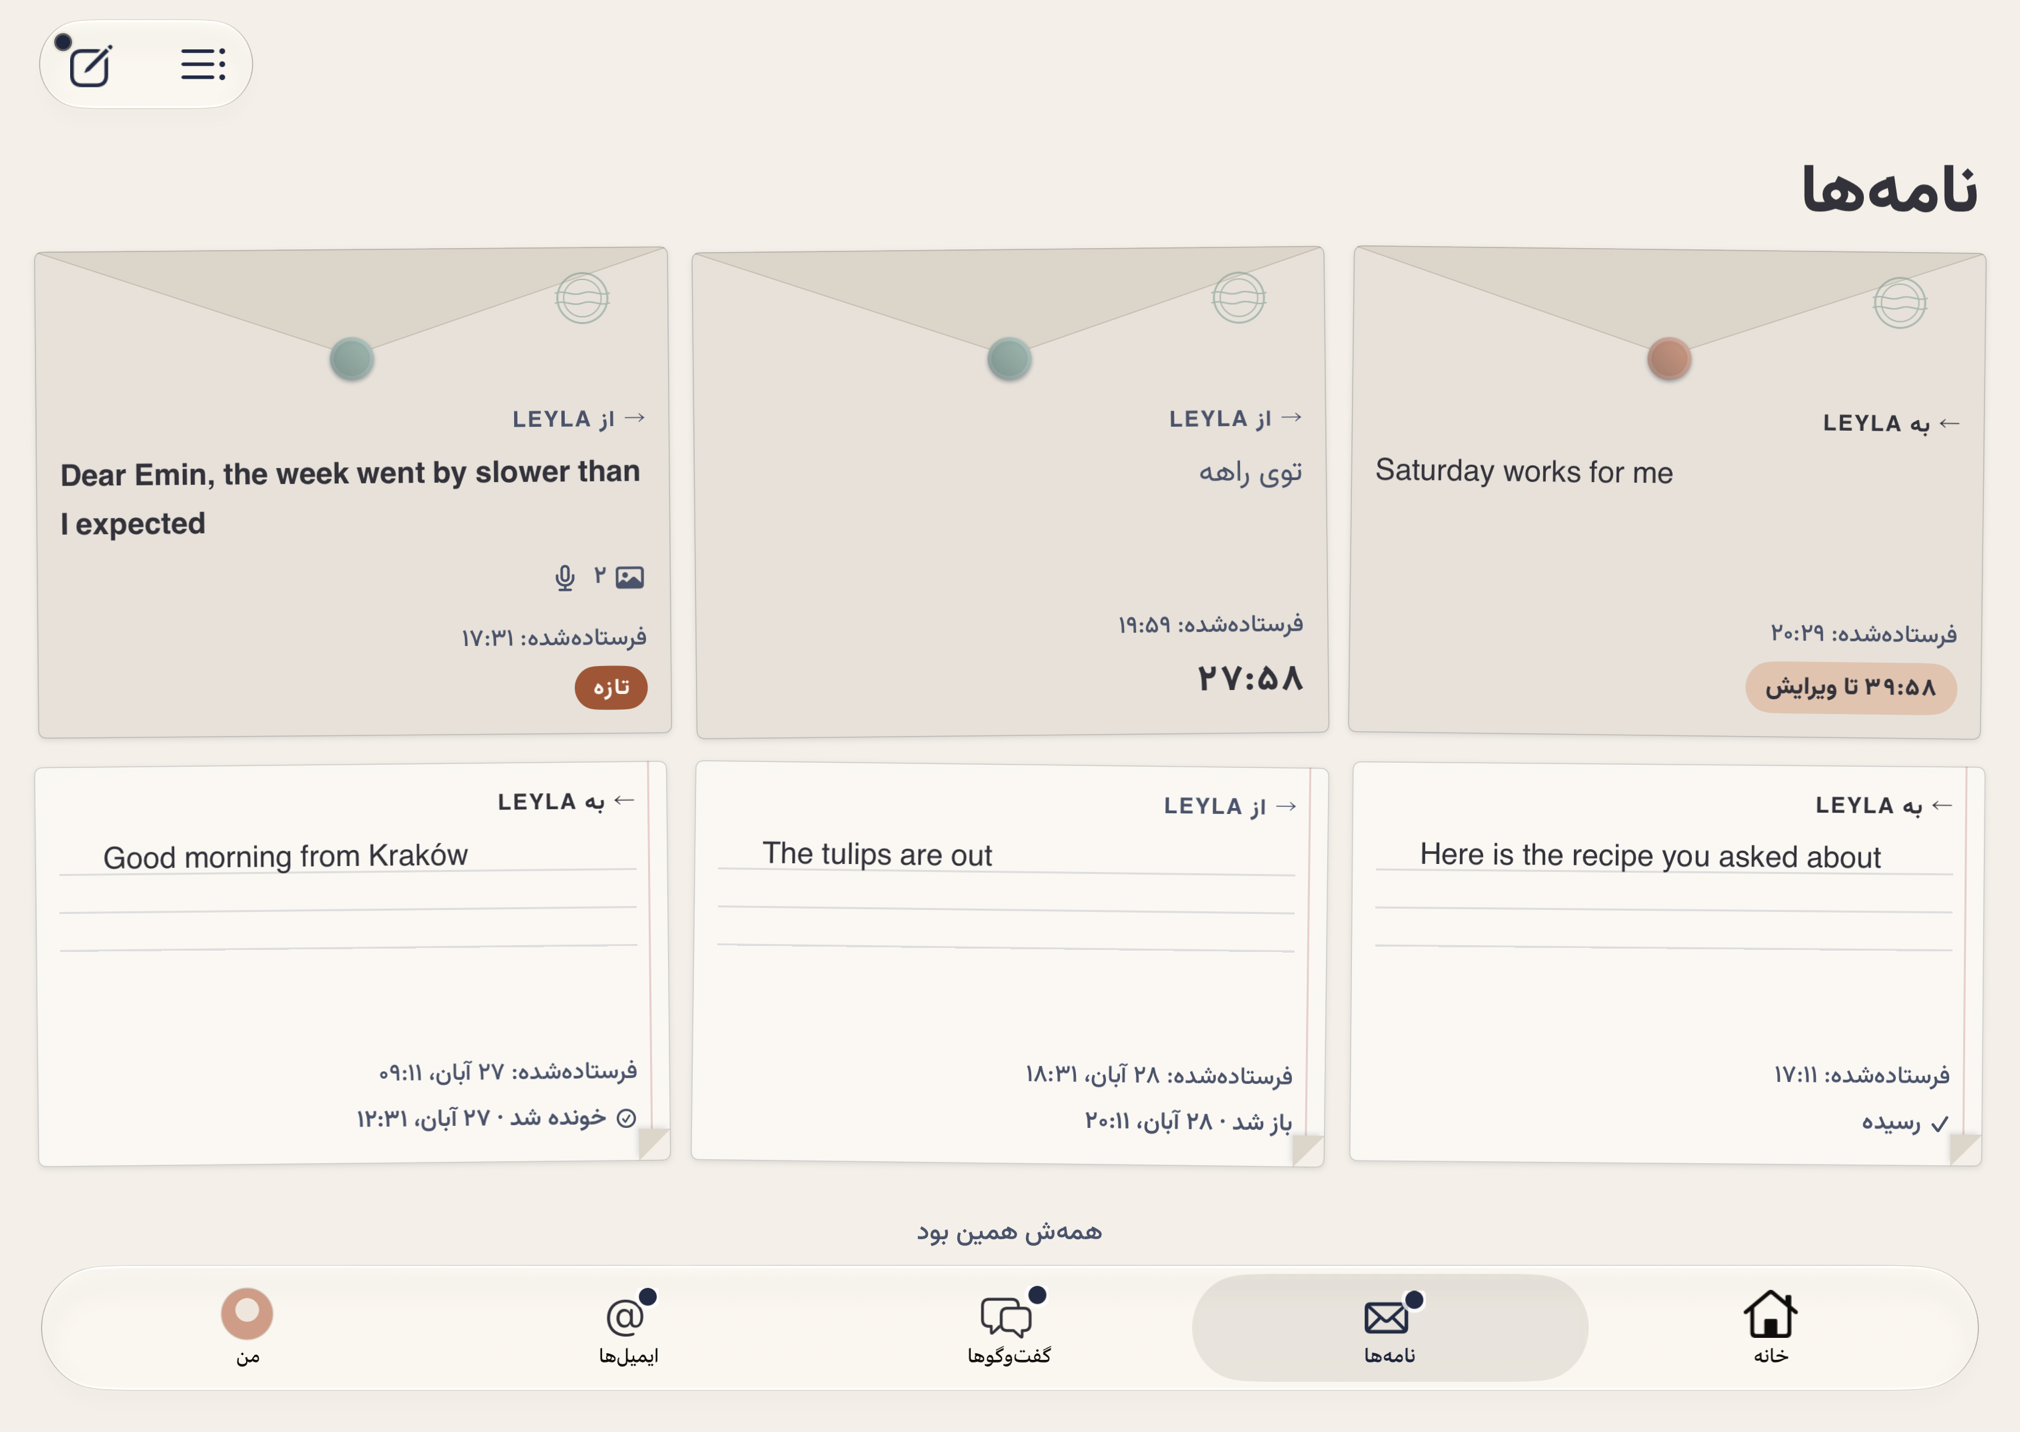 نامه‌ها
← به LEYLA
Saturday works for me
فرستاده‌شده: ۲۰:۲۹
۳۹:۵۸ تا ویرایش
→ از LEYLA
توی راهه
فرستاده‌شده: ۱۹:۵۹
۲۷:۵۸
→ از LEYLA
Dear Emin, the week went by slower than
I expected
۲
فرستاده‌شده: ۱۷:۳۱
تازه
← به LEYLA
Here is the recipe you asked about
فرستاده‌شده: ۱۷:۱۱
رسیده
→ از LEYLA
The tulips are out
فرستاده‌شده: ۲۸ آبان، ۱۸:۳۱
باز شد · ۲۸ آبان، ۲۰:۱۱
← به LEYLA
Good morning from Kraków
فرستاده‌شده: ۲۷ آبان، ۰۹:۱۱
خونده شد · ۲۷ آبان، ۱۲:۳۱
همه‌ش همین بود
خانه
نامه‌ها
گفت‌وگوها
ایمیل‌ها
من